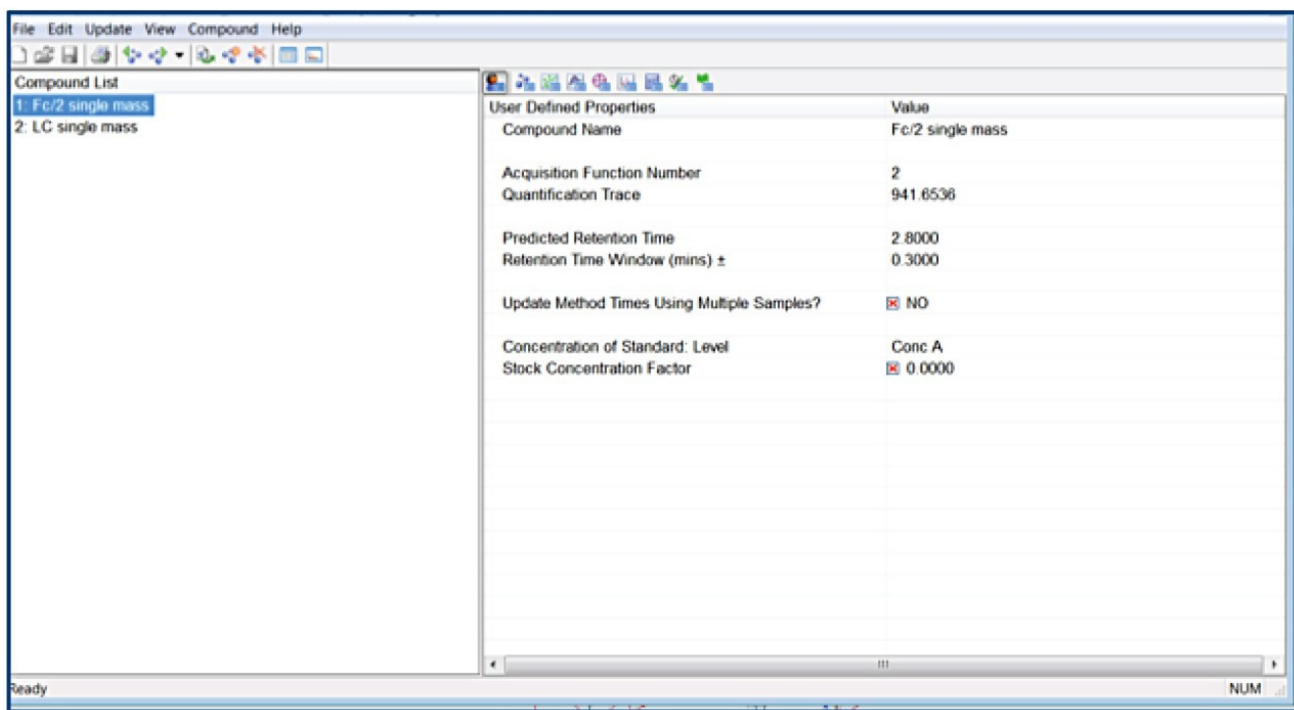 File Edit Update View Compound Help
Compound List
1: Fc/2 single mass
2: LC single mass
User Defined Properties Value
Compound Name Fc/2 single mass
Acquisition Function Number 2
Quantification Trace 941.6536
Predicted Retention Time 2.8000
Retention Time Window (mins) ± 0.3000
Update Method Times Using Multiple Samples? NO
Concentration of Standard: Level Conc A
Stock Concentration Factor 0.0000
Ready NUM